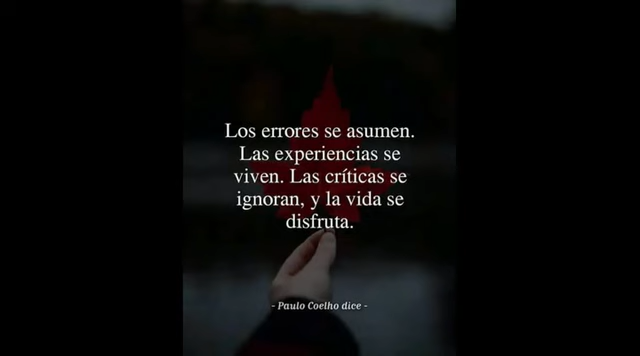 Los errores se asumen.
Las experiencias se
viven. Las críticas se
ignoran, y la vida se
disfruta.
- Paulo Coelho dice -